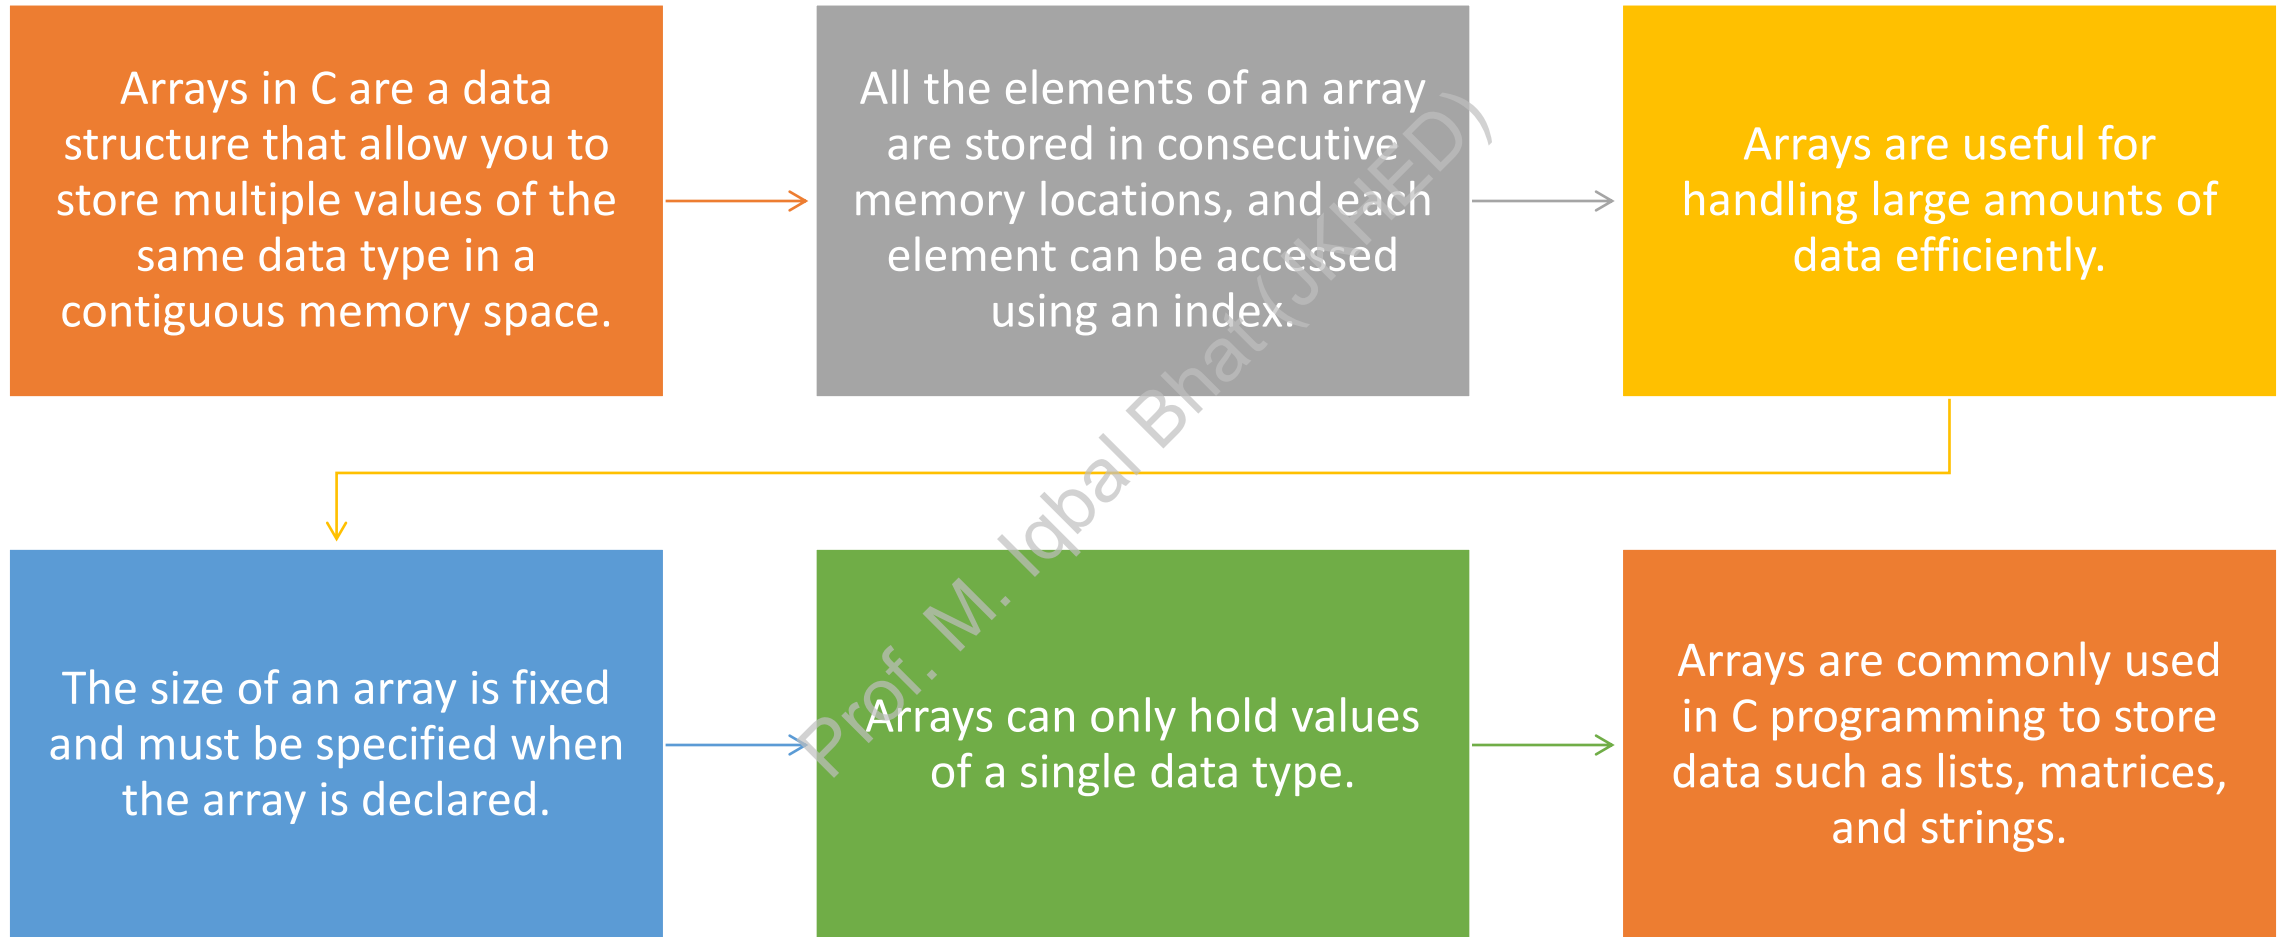 Arrays in C are a data
structure that allow you to
store multiple values of the
same data type in a
contiguous memory space.
All the elements of an array
are stored in consecutive
memory locations, and each
element can be accessed
using an index.
Arrays are useful for
handling large amounts of
data efficiently.
The size of an array is fixed
and must be specified when
the array is declared.
Arrays can only hold values
of a single data type.
Arrays are commonly used
in C programming to store
data such as lists, matrices,
and strings.
Prof. M. Iqbal Bhat (JKHED)